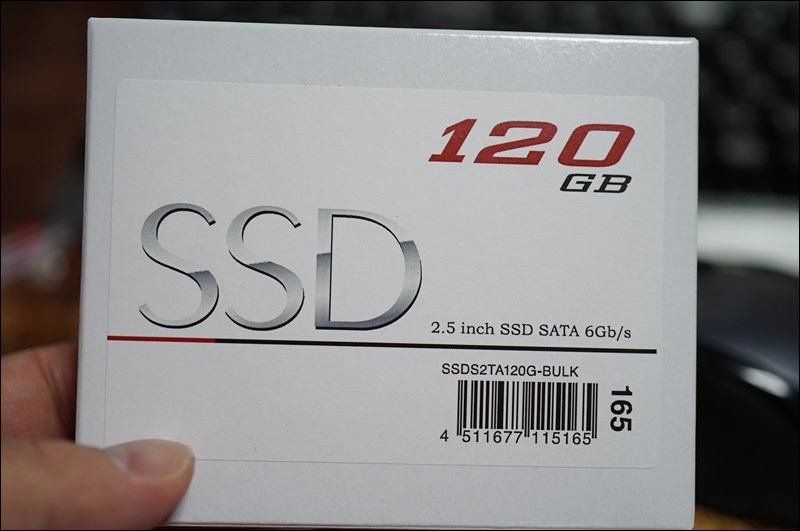 120
GB
SSD
2.5 inch SSD SATA 6Gb/s
SSDS2TA120G-BULK
165
4 511677 115165